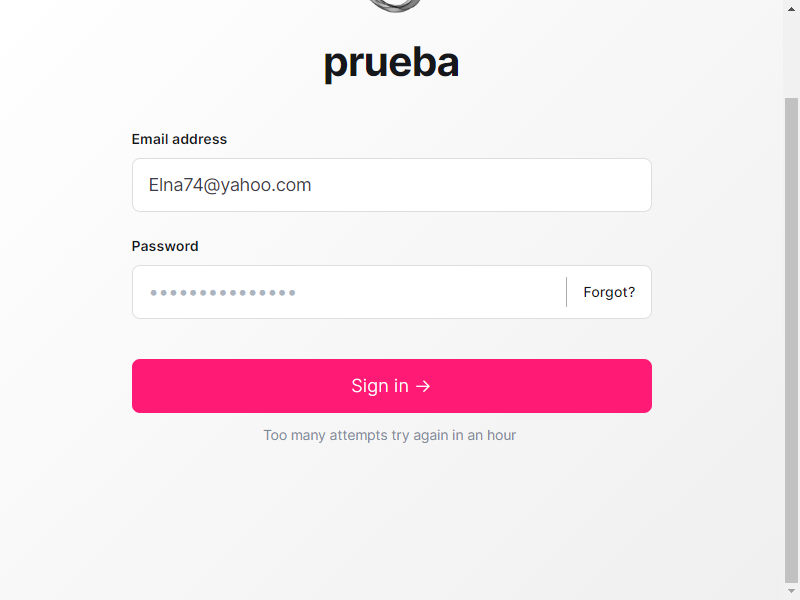 prueba
Email address
Elna74@yahoo.com
Password
●●●●●●●●●●●●●●●
Forgot?
Sign in →
Too many attempts try again in an hour